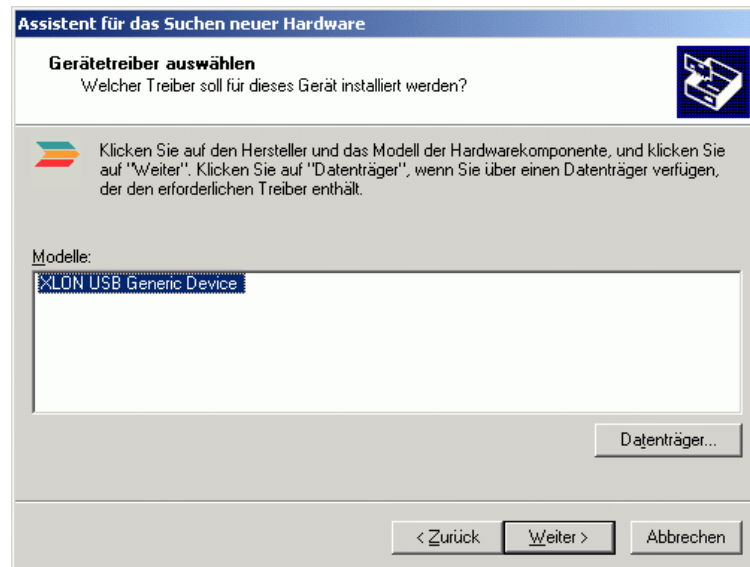 Assistent für das Suchen neuer Hardware
Gerätetreiber auswählen
Welcher Treiber soll für dieses Gerät installiert werden?
Klicken Sie auf den Hersteller und das Modell der Hardwarekomponente, und klicken Sie
auf "Weiter". Klicken Sie auf "Datenträger", wenn Sie über einen Datenträger verfügen,
der den erforderlichen Treiber enthält.
Modelle:
XLON USB Generic Device
Datenträger...
< Zurück Weiter > Abbrechen